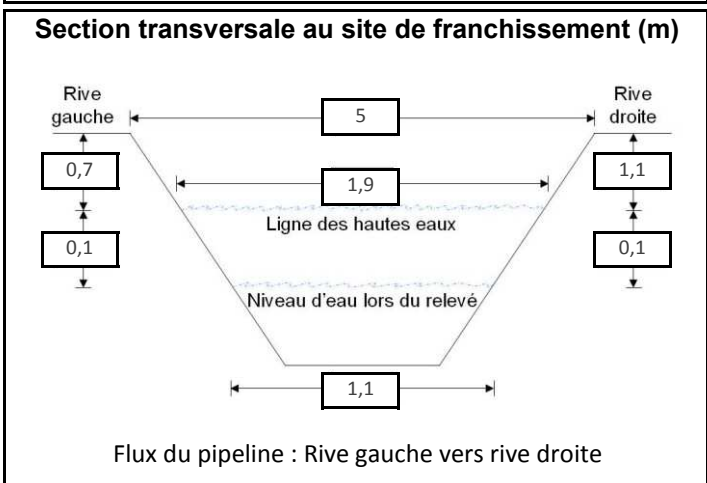 Section transversale au site de franchissement (m)
Rive
gauche
5
Rive
droite
0,7
1,9
1,1
Ligne des hautes eaux
0,1
0,1
Niveau d'eau lors du relevé
1,1
Flux du pipeline : Rive gauche vers rive droite